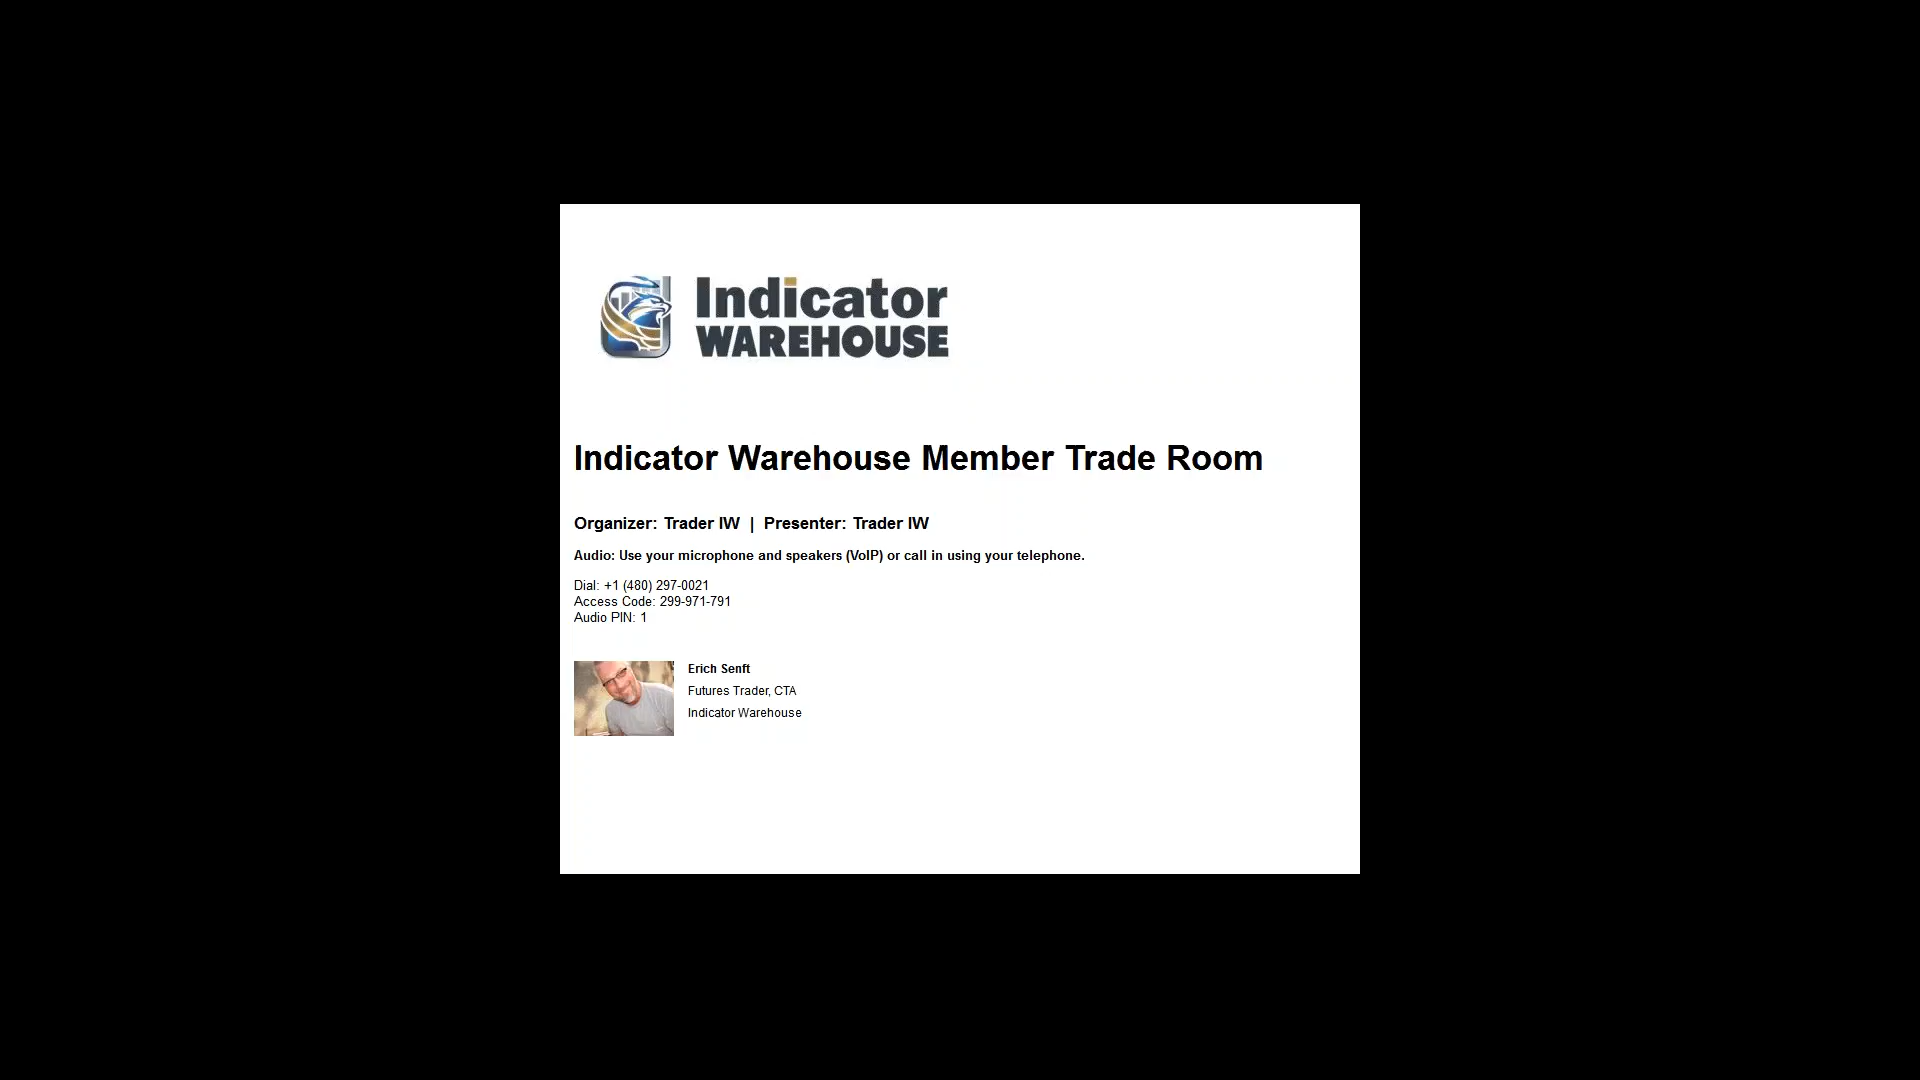 Indicator
WAREHOUSE
Indicator Warehouse Member Trade Room
Organizer: Trader IW | Presenter: Trader IW
Audio: Use your microphone and speakers (VoIP) or call in using your telephone.
Dial: +1 (480) 297-0021
Access Code: 299-971-791
Audio PIN: 1
Erich Senft
Futures Trader, CTA
Indicator Warehouse